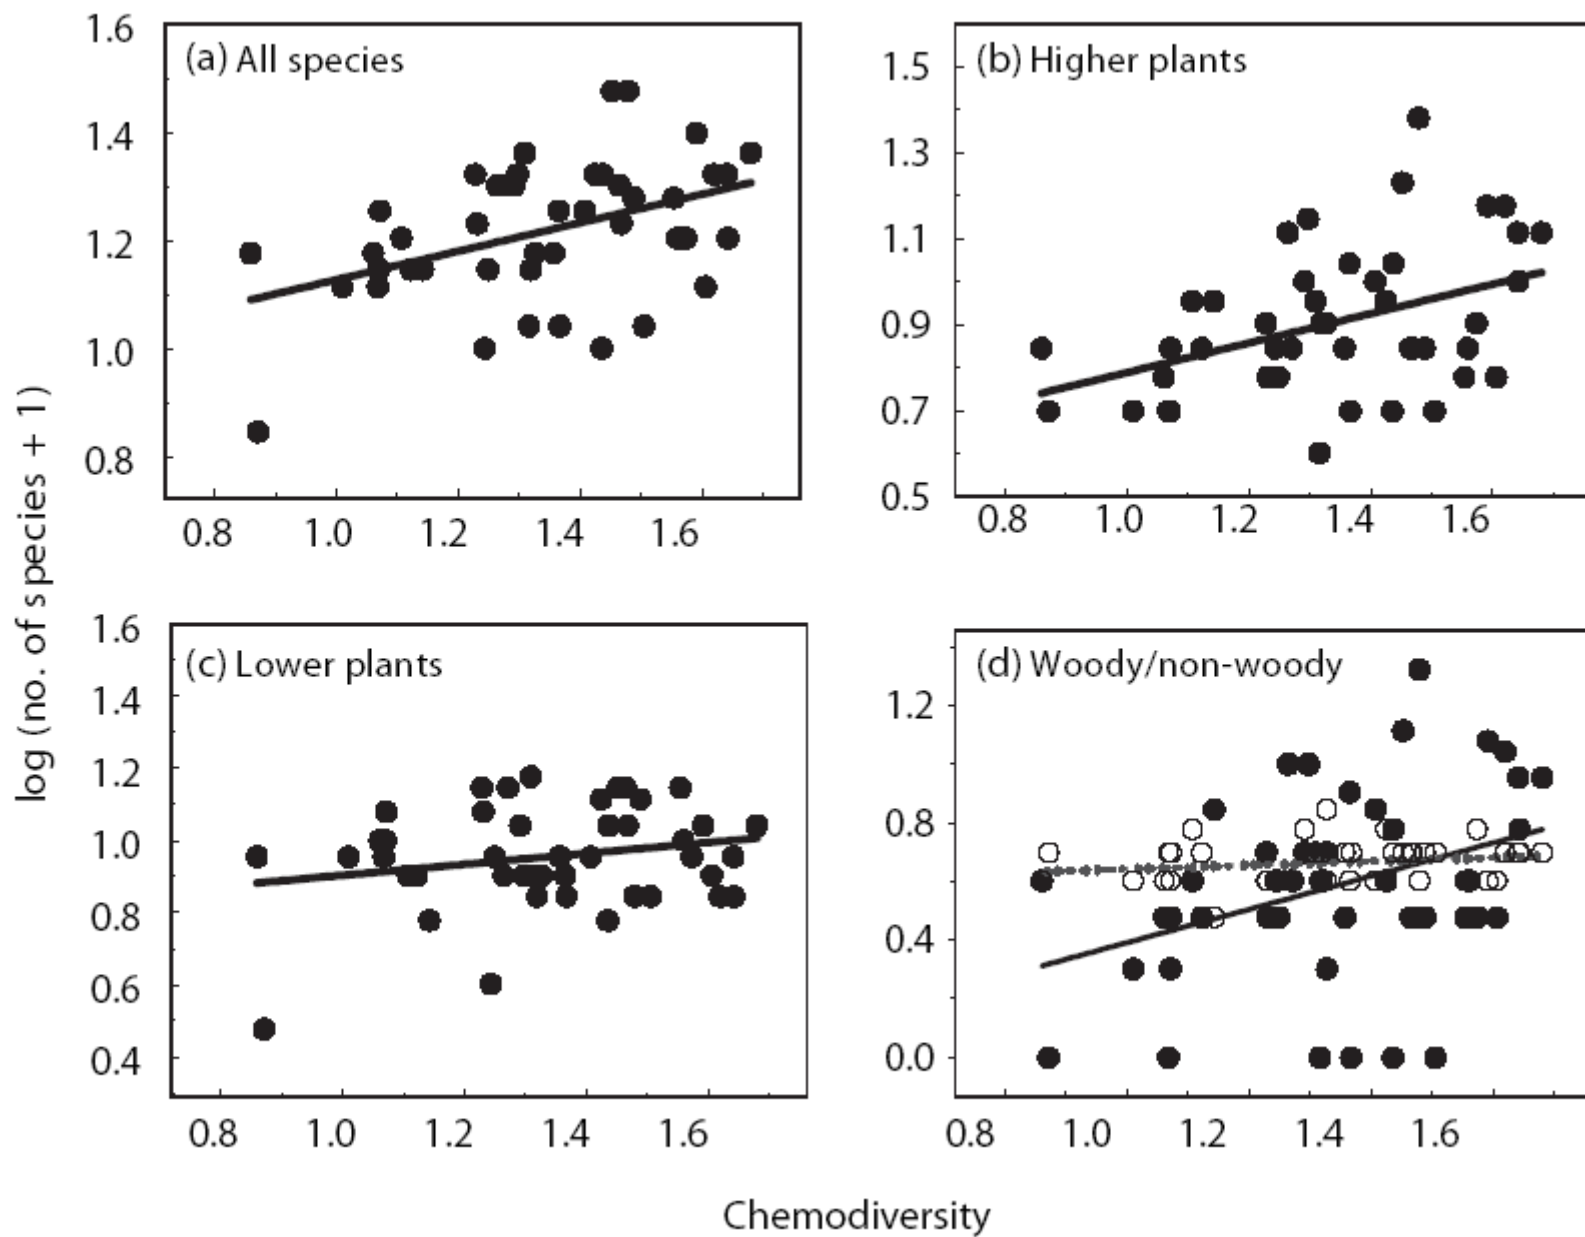 (a) All species
1.6
1.4
1.2
1.0
0.8
0.8 1.0 1.2 1.4 1.6
(b) Higher plants
1.5
1.3
1.1
0.9
0.7
0.5
0.8 1.0 1.2 1.4 1.6
(c) Lower plants
1.6
1.4
1.2
1.0
0.8
0.6
0.4
0.8 1.0 1.2 1.4 1.6
(d) Woody/non-woody
1.2
0.8
0.4
0.0
0.8 1.0 1.2 1.4 1.6
log (no. of species + 1)
Chemodiversity